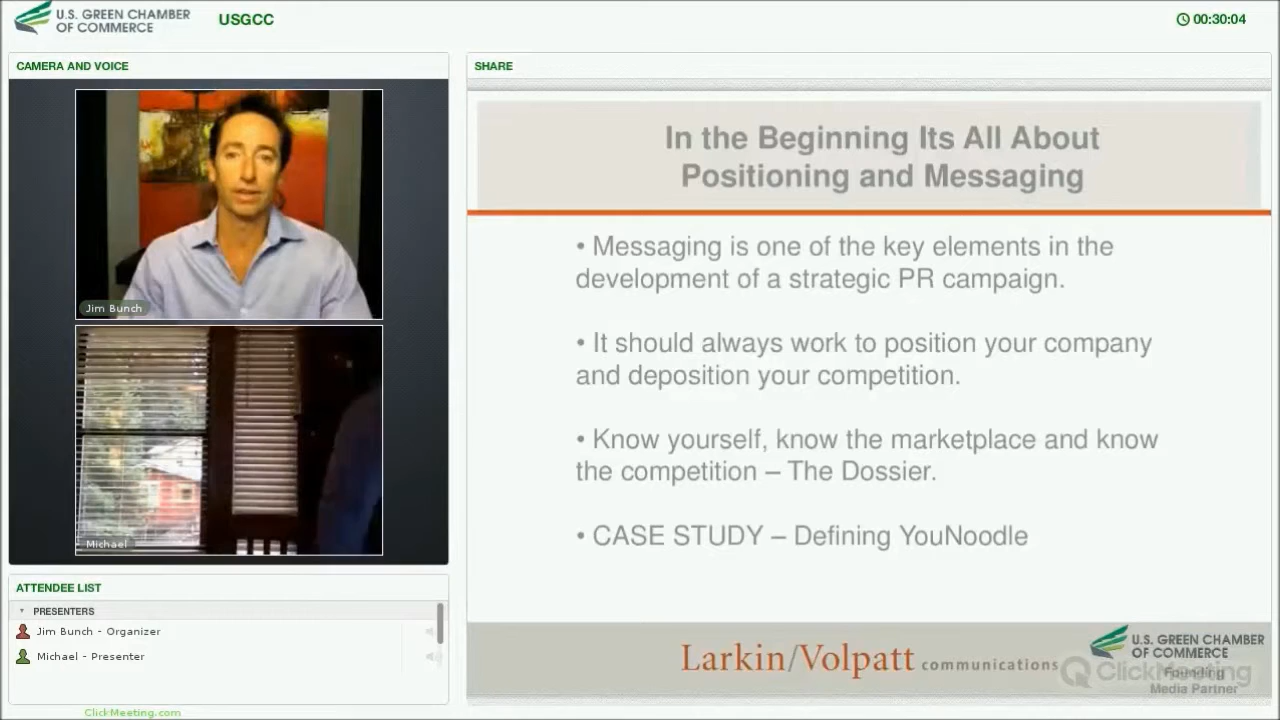 U.S. GREEN CHAMBER
OF COMMERCE
USGCC
00:30:04
CAMERA AND VOICE
Jim Bunch
Michael
ATTENDEE LIST
PRESENTERS
Jim Bunch - Organizer
Michael - Presenter
ClickMeeting.com
SHARE
In the Beginning Its All About
Positioning and Messaging
• Messaging is one of the key elements in the
development of a strategic PR campaign.
• It should always work to position your company
and deposition your competition.
• Know yourself, know the marketplace and know
the competition – The Dossier.
• CASE STUDY – Defining YouNoodle
Larkin/Volpatt communications
U.S. GREEN CHAMBER
OF COMMERCE
ClickMeeting
Founding
Media Partner